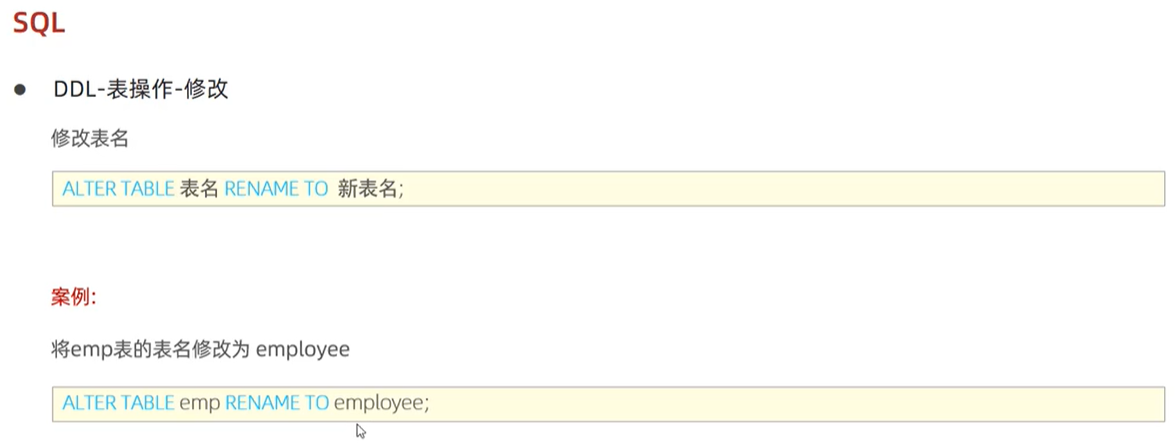 SQL
● DDL-表操作-修改
修改表名
ALTER TABLE 表名 RENAME TO 新表名;
案例:
将emp表的表名修改为 employee
ALTER TABLE emp RENAME TO employee;